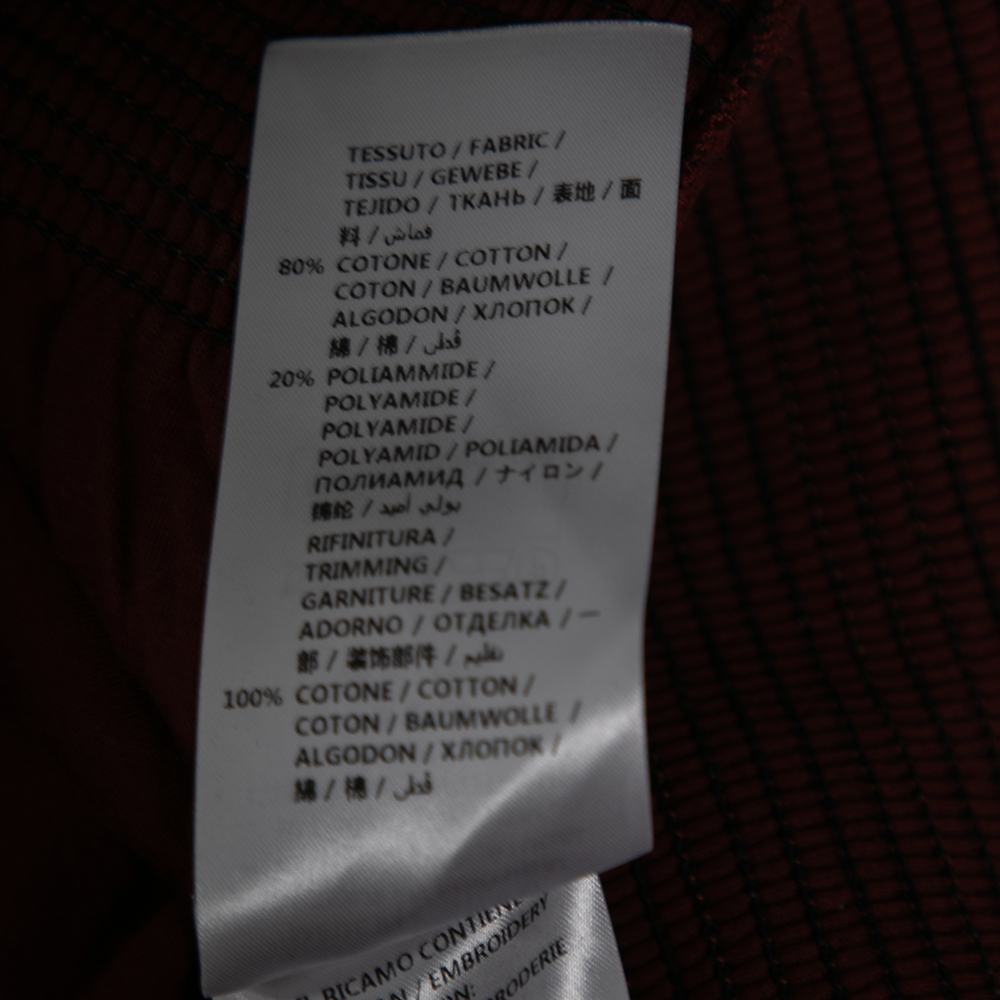 TESSUTO / FABRIC /
TISSU / GEWEBE /
TEJIDO / ТКАНЬ / 表地 / 面
料 / قماش
80% COTONE / COTTON /
COTON / BAUMWOLLE /
ALGODON / ХЛОПОК /
綿 / 棉 / قطن
20% POLIAMMIDE /
POLYAMIDE /
POLYAMIDE /
POLYAMID / POLIAMIDA /
ПОЛИАМИД / ナイロン /
锦纶 / بولي اميد
RIFINITURA /
TRIMMING /
GARNITURE / BESATZ /
ADORNO / ОТДЕЛКА / 一
部 / 装饰部件 / تقليم
100% COTONE / COTTON /
COTON / BAUMWOLLE /
ALGODON / ХЛОПОК /
綿 / 棉 / قطن
IL RICAMO CONTIENE
/ EMBROIDERY